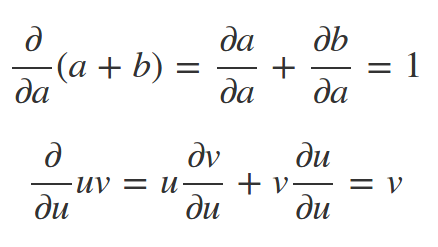 ∂/∂a (a + b) = ∂a/∂a + ∂b/∂a = 1
∂/∂u uv = u ∂v/∂u + v ∂u/∂u = v